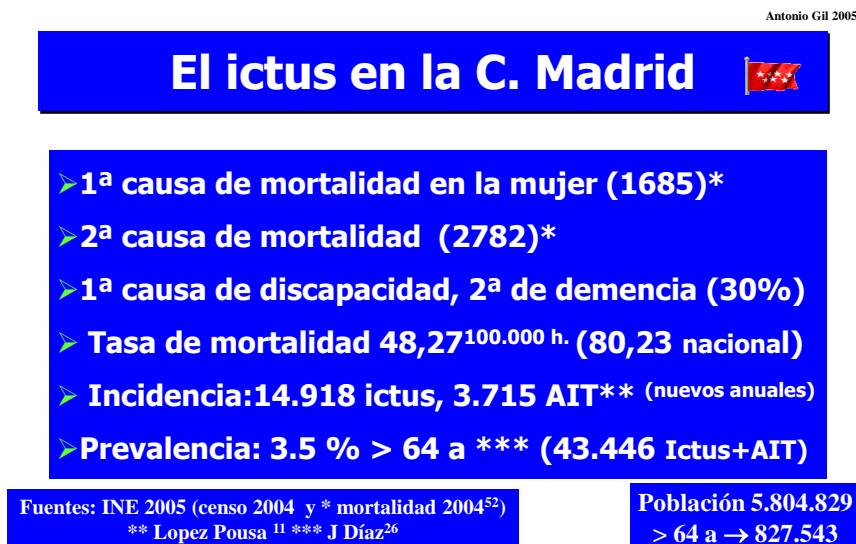 Antonio Gil 2005
El ictus en la C. Madrid
➢1ª causa de mortalidad en la mujer (1685)*
➢2ª causa de mortalidad (2782)*
➢1ª causa de discapacidad, 2ª de demencia (30%)
➢ Tasa de mortalidad 48,27100.000 h. (80,23 nacional)
➢ Incidencia:14.918 ictus, 3.715 AIT** (nuevos anuales)
➢Prevalencia: 3.5 % > 64 a *** (43.446 Ictus+AIT)
Fuentes: INE 2005 (censo 2004 y * mortalidad 200452)
** Lopez Pousa 11 *** J Díaz26
Población 5.804.829
> 64 a → 827.543